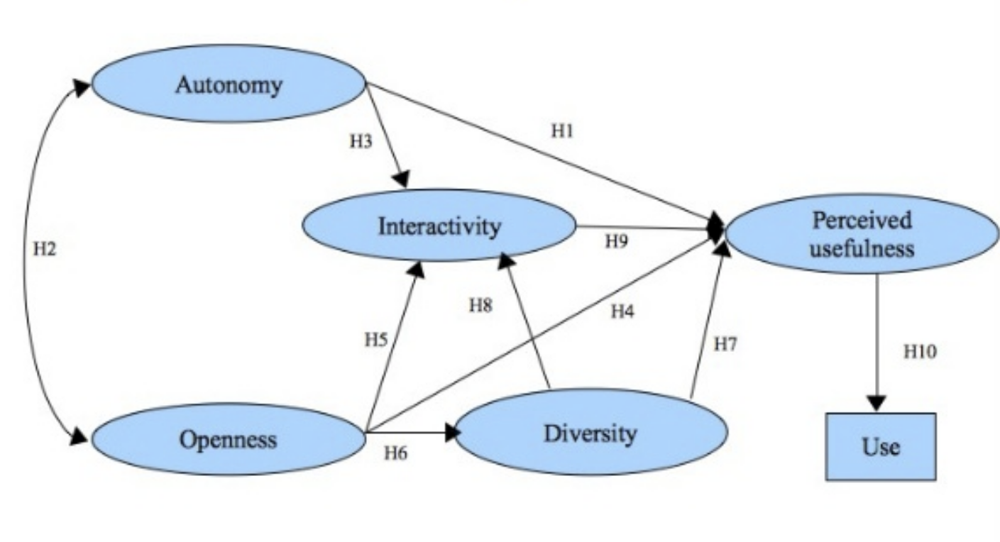 Autonomy
H1
H3
Interactivity
Perceived
usefulness
H9
H2
H8
H4
H5
H7
H10
Openness
H6
Diversity
Use